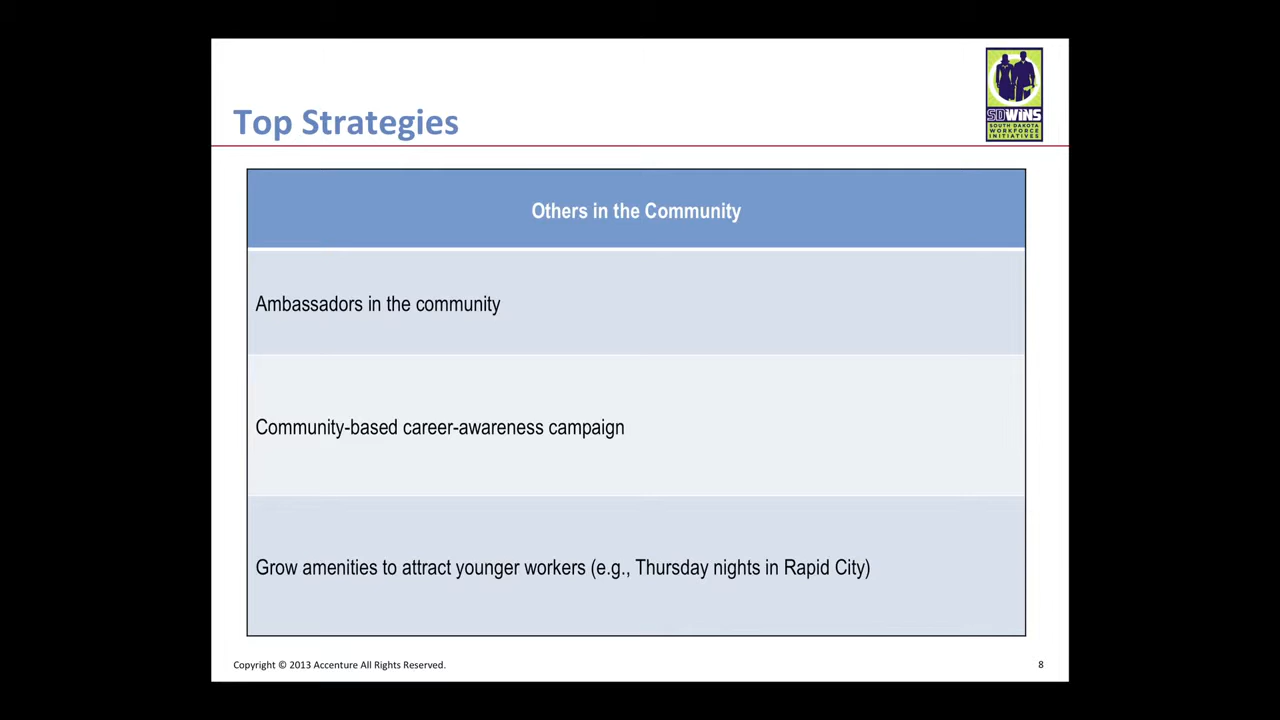 Top Strategies
SDWINS
SOUTH DAKOTA
WORKFORCE
INITIATIVES
Others in the Community
Ambassadors in the community
Community-based career-awareness campaign
Grow amenities to attract younger workers (e.g., Thursday nights in Rapid City)
Copyright © 2013 Accenture All Rights Reserved.
8